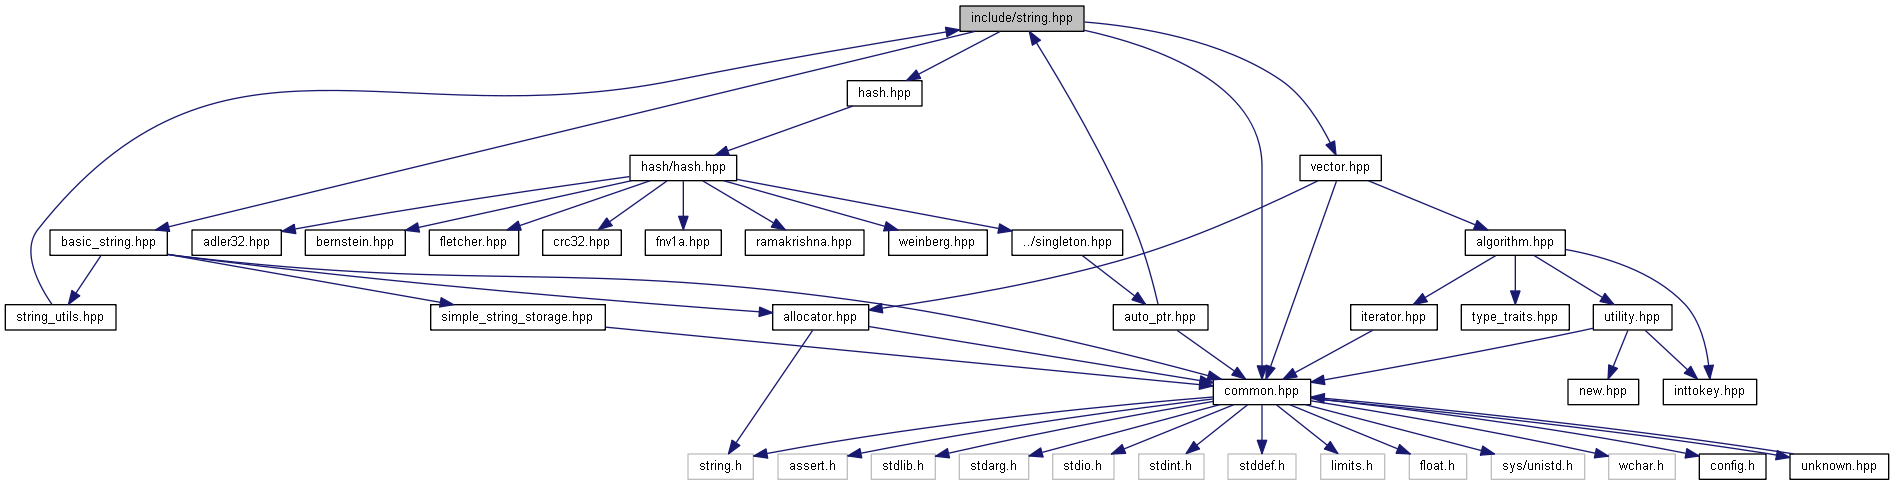 include/string.hpp
hash.hpp
hash/hash.hpp
vector.hpp
basic_string.hpp
adler32.hpp
bernstein.hpp
fletcher.hpp
crc32.hpp
fnv1a.hpp
ramakrishna.hpp
weinberg.hpp
../singleton.hpp
algorithm.hpp
string_utils.hpp
simple_string_storage.hpp
allocator.hpp
auto_ptr.hpp
iterator.hpp
type_traits.hpp
utility.hpp
common.hpp
new.hpp
inttokey.hpp
string.h
assert.h
stdlib.h
stdarg.h
stdio.h
stdint.h
stddef.h
limits.h
float.h
sys/unistd.h
wchar.h
config.h
unknown.hpp